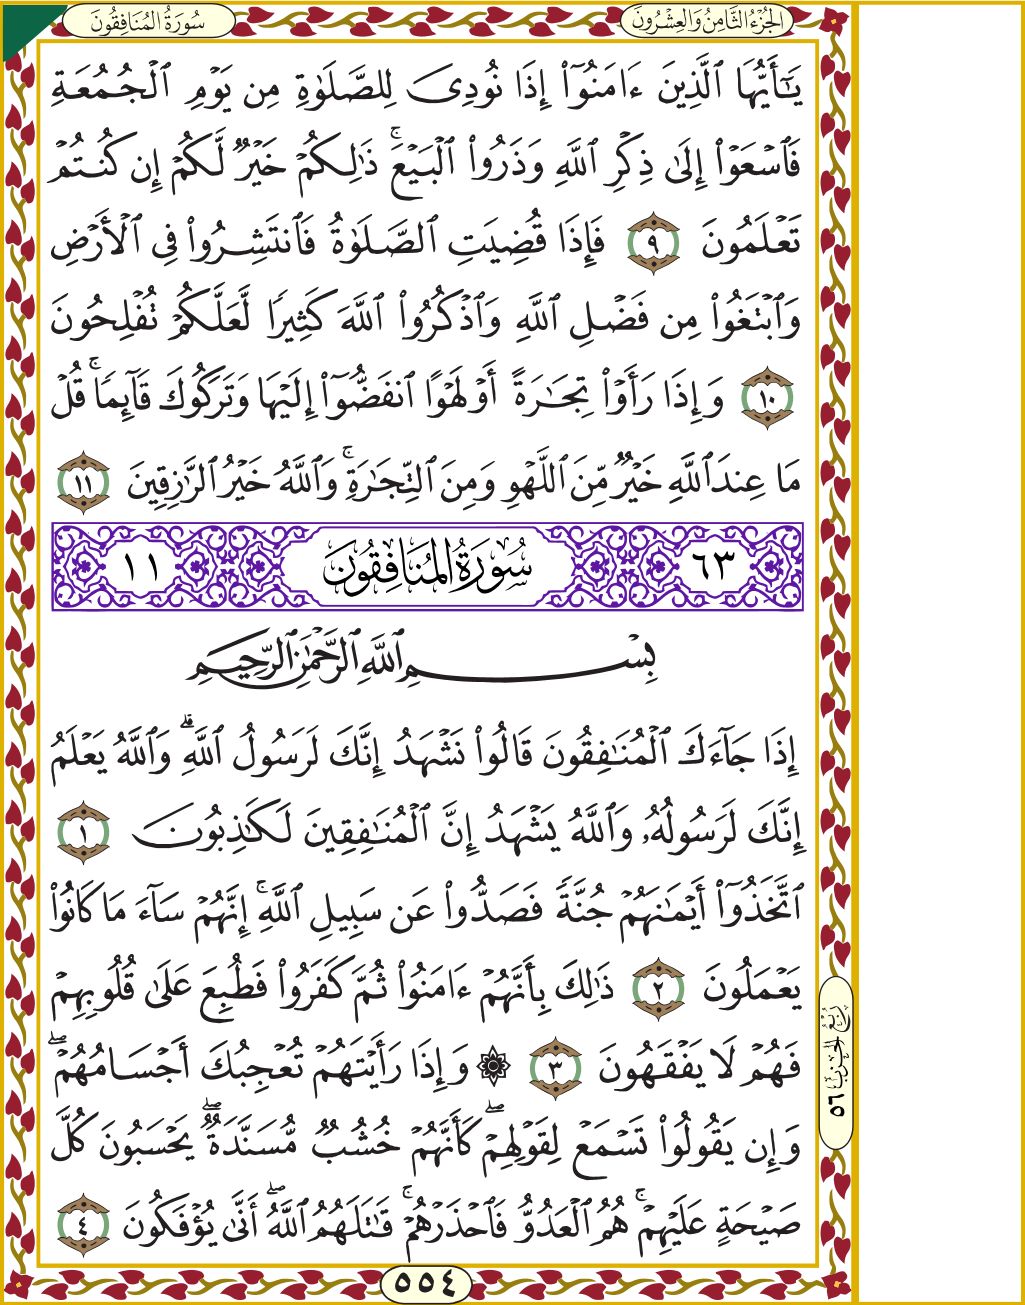 الجُزْءُ الثَّامِنُ وَالعِشْرُونَ
سُورَةُ المُنَافِقُونَ
يَٰٓأَيُّهَا ٱلَّذِينَ ءَامَنُوٓا۟ إِذَا نُودِىَ لِلصَّلَوٰةِ مِن يَوْمِ ٱلْجُمُعَةِ
فَٱسْعَوْا۟ إِلَىٰ ذِكْرِ ٱللَّهِ وَذَرُوا۟ ٱلْبَيْعَ ۚ ذَٰلِكُمْ خَيْرٌ لَّكُمْ إِن كُنتُمْ
تَعْلَمُونَ ٩ فَإِذَا قُضِيَتِ ٱلصَّلَوٰةُ فَٱنتَشِرُوا۟ فِى ٱلْأَرْضِ
وَٱبْتَغُوا۟ مِن فَضْلِ ٱللَّهِ وَٱذْكُرُوا۟ ٱللَّهَ كَثِيرًا لَّعَلَّكُمْ تُفْلِحُونَ
١٠ وَإِذَا رَأَوْا۟ تِجَٰرَةً أَوْ لَهْوًا ٱنفَضُّوٓا۟ إِلَيْهَا وَتَرَكُوكَ قَآئِمًا ۚ قُلْ
مَا عِندَ ٱللَّهِ خَيْرٌ مِّنَ ٱللَّهْوِ وَمِنَ ٱلتِّجَٰرَةِ ۚ وَٱللَّهُ خَيْرُ ٱلرَّٰزِقِينَ ١١
٦٣ سُورَةُ المُنَافِقُونَ ١١
بِسْمِ ٱللَّهِ ٱلرَّحْمَٰنِ ٱلرَّحِيمِ
إِذَا جَآءَكَ ٱلْمُنَٰفِقُونَ قَالُوا۟ نَشْهَدُ إِنَّكَ لَرَسُولُ ٱللَّهِ ۗ وَٱللَّهُ يَعْلَمُ
إِنَّكَ لَرَسُولُهُۥ وَٱللَّهُ يَشْهَدُ إِنَّ ٱلْمُنَٰفِقِينَ لَكَٰذِبُونَ ١
ٱتَّخَذُوٓا۟ أَيْمَٰنَهُمْ جُنَّةً فَصَدُّوا۟ عَن سَبِيلِ ٱللَّهِ ۚ إِنَّهُمْ سَآءَ مَا كَانُوا۟
يَعْمَلُونَ ٢ ذَٰلِكَ بِأَنَّهُمْ ءَامَنُوا۟ ثُمَّ كَفَرُوا۟ فَطُبِعَ عَلَىٰ قُلُوبِهِمْ
فَهُمْ لَا يَفْقَهُونَ ٣ ۞ وَإِذَا رَأَيْتَهُمْ تُعْجِبُكَ أَجْسَامُهُمْ ۖ
وَإِن يَقُولُوا۟ تَسْمَعْ لِقَوْلِهِمْ ۖ كَأَنَّهُمْ خُشُبٌ مُّسَنَّدَةٌ ۖ يَحْسَبُونَ كُلَّ
صَيْحَةٍ عَلَيْهِمْ ۚ هُمُ ٱلْعَدُوُّ فَٱحْذَرْهُمْ ۚ قَٰتَلَهُمُ ٱللَّهُ ۖ أَنَّىٰ يُؤْفَكُونَ ٤
رُبْعُ الحِزْبِ ٥٦
٥٥٤